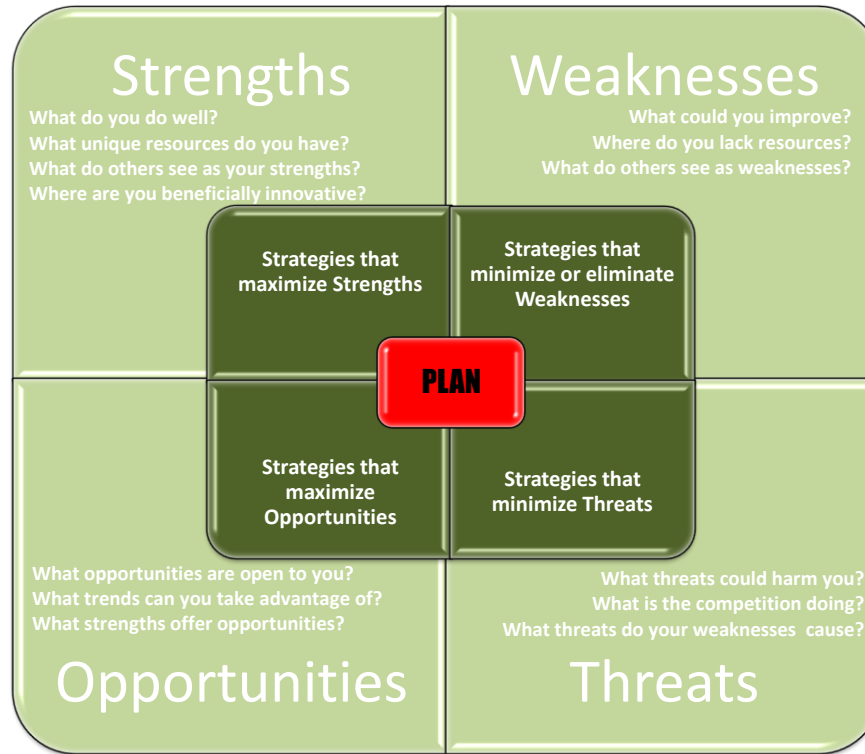 Strengths
What do you do well?
What unique resources do you have?
What do others see as your strengths?
Where are you beneficially innovative?
Weaknesses
What could you improve?
Where do you lack resources?
What do others see as weaknesses?
Strategies that
maximize Strengths
Strategies that
minimize or eliminate
Weaknesses
PLAN
Strategies that
maximize
Opportunities
Strategies that
minimize Threats
What opportunities are open to you?
What trends can you take advantage of?
What strengths offer opportunities?
Opportunities
What threats could harm you?
What is the competition doing?
What threats do your weaknesses  cause?
Threats